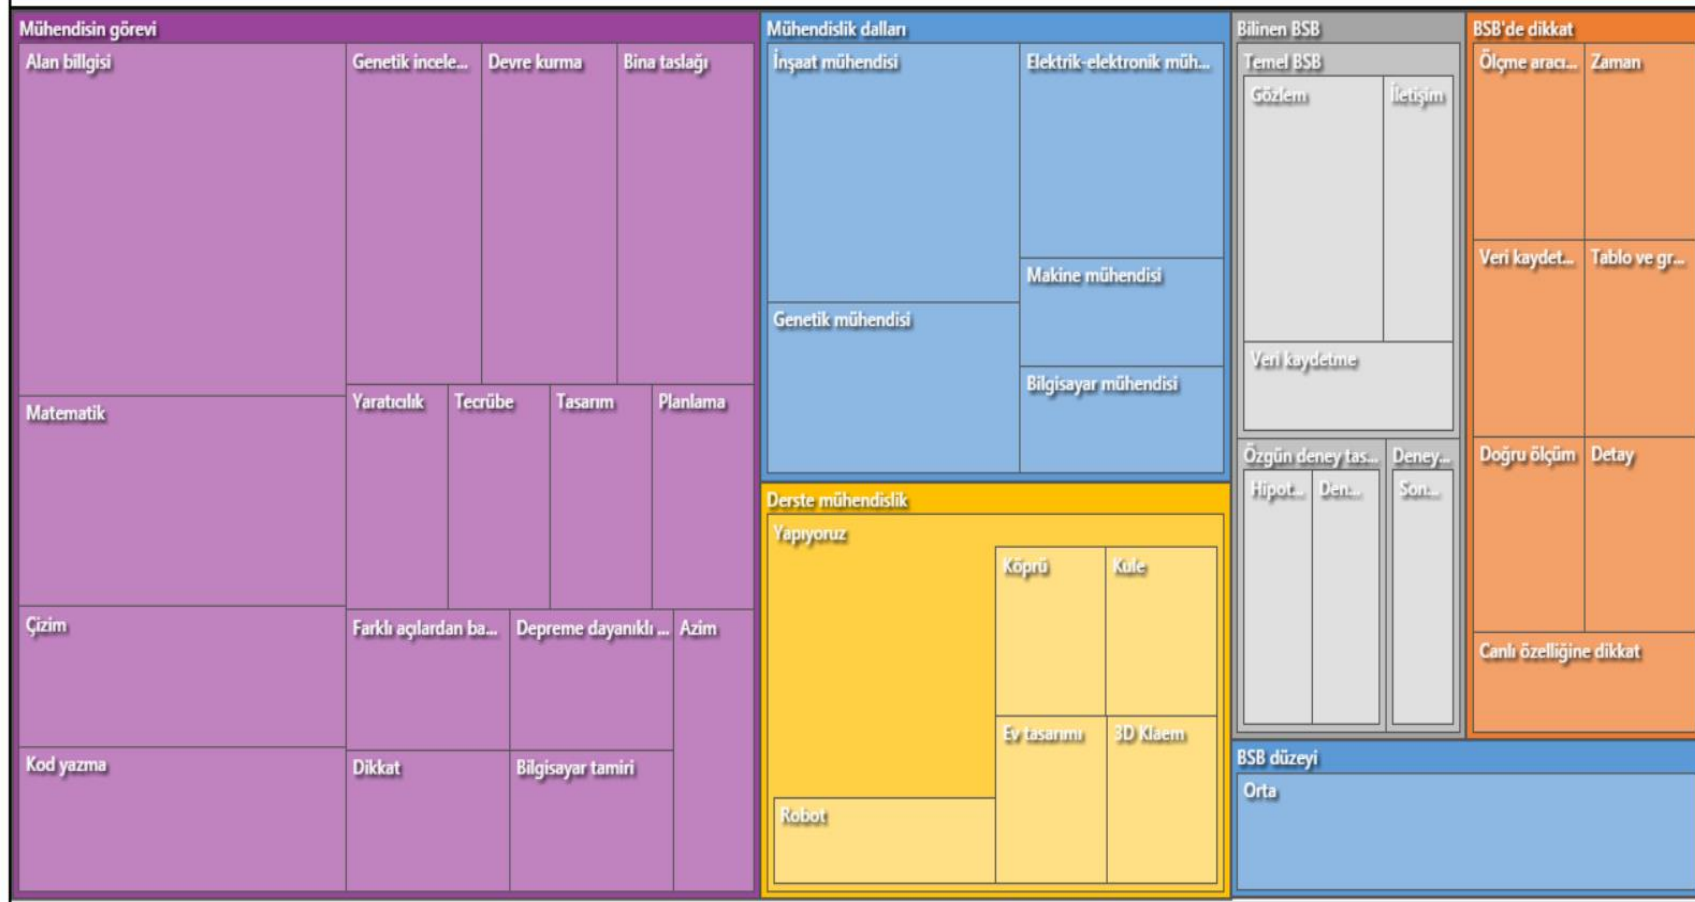 Mühendisin görevi
Alan billgisi
Genetik incele...
Devre kurma
Bina taslağı
Matematik
Yaratıcılık
Tecrübe
Tasarım
Planlama
Çizim
Farklı açılardan ba...
Depreme dayanıklı ...
Azim
Kod yazma
Dikkat
Bilgisayar tamiri
Mühendislik dalları
İnşaat mühendisi
Elektrik-elektronik müh...
Makine mühendisi
Genetik mühendisi
Bilgisayar mühendisi
Derste mühendislik
Yapıyoruz
Köprü
Kule
Ev tasarımı
3D Klaem
Robot
Bilinen BSB
Temel BSB
Gözlem
İletişim
Veri kaydetme
Özgün deney tas...
Hipot...
Den...
Deney...
Son...
BSB'de dikkat
Ölçme aracı...
Zaman
Veri kaydet...
Tablo ve gr...
Doğru ölçüm
Detay
Canlı özelliğine dikkat
BSB düzeyi
Orta